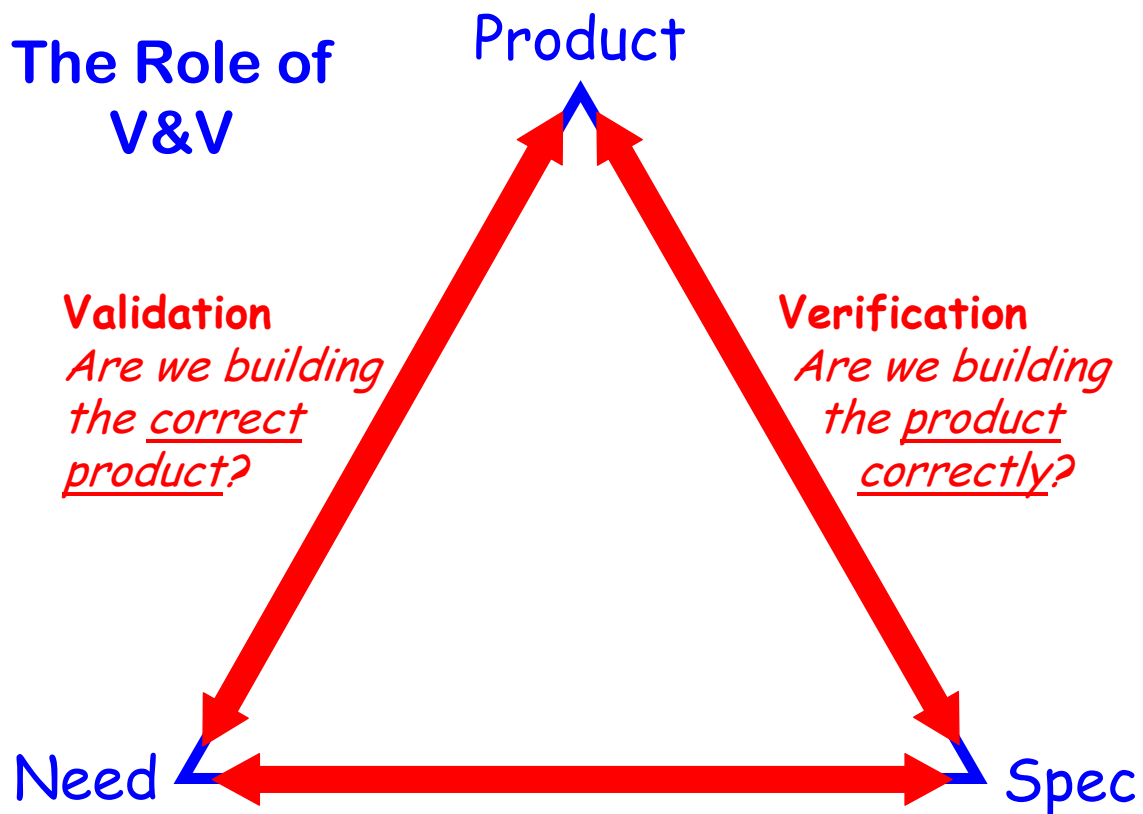 The Role of
V&V
Product
Validation
Are we building
the correct
product?
Verification
Are we building
the product
correctly?
Need
Spec